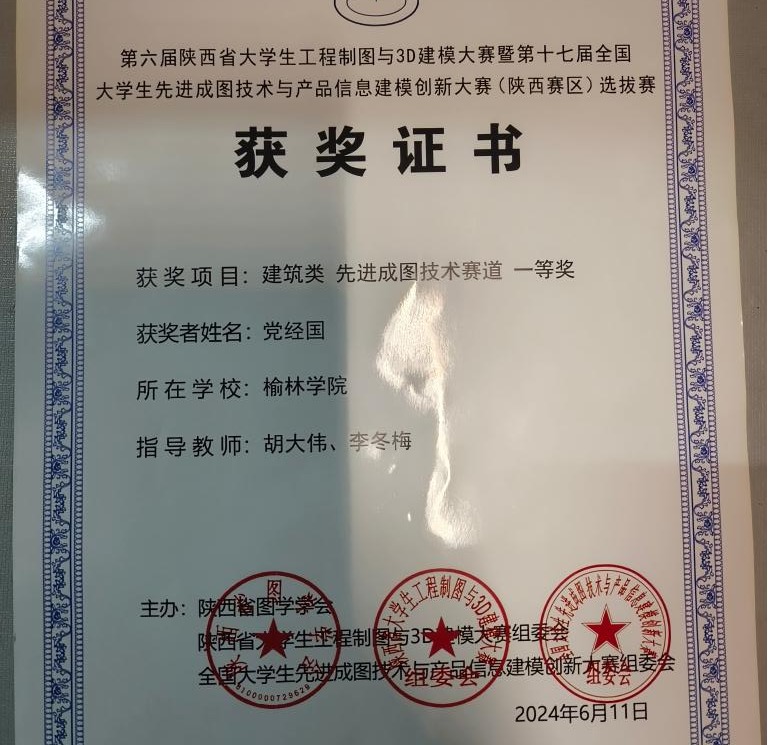 第六届陕西省大学生工程制图与3D建模大赛暨第十七届全国
大学生先进成图技术与产品信息建模创新大赛（陕西赛区）选拔赛
获奖证书
获奖项目：建筑类 先进成图技术赛道 一等奖
获奖者姓名：党经国
所在学校：榆林学院
指导教师：胡大伟、李冬梅
主办：陕西省图学学会
陕西省大学生工程制图与3D建模大赛组委会
全国大学生先进成图技术与产品信息建模创新大赛组委会
2024年6月11日
组委会
组委会